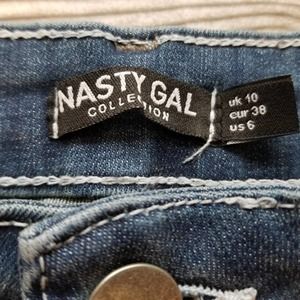 NASTY GAL
COLLECTION
uk 10
eur 38
us 6